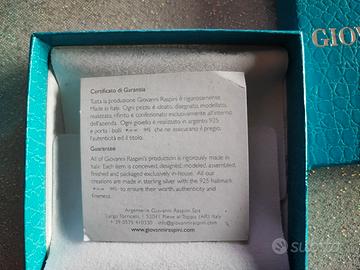 GIOV
Certificato di Garanzia
Tutta la produzione Giovanni Raspini è rigorosamente
Made in Italy. Ogni pezzo è ideato, disegnato, modellato,
realizzato, rifinito e confezionato esclusivamente all'interno
dell'azienda. Ogni gioiello è realizzato in argento 925
e porta i bolli che ne assicurano il pregio,
l'autenticità ed il titolo.
Guarantee
All of Giovanni Raspini's production is rigorously made in
Italy. Each item is conceived, designed, modeled, assembled,
finished and packaged exclusively in-house. All our
creations are made in sterling silver with the 925 hallmark
to ensure their worth, authenticity and
fineness.
Argenterie Giovanni Raspini Spa
www.giovanniraspini.com
subito